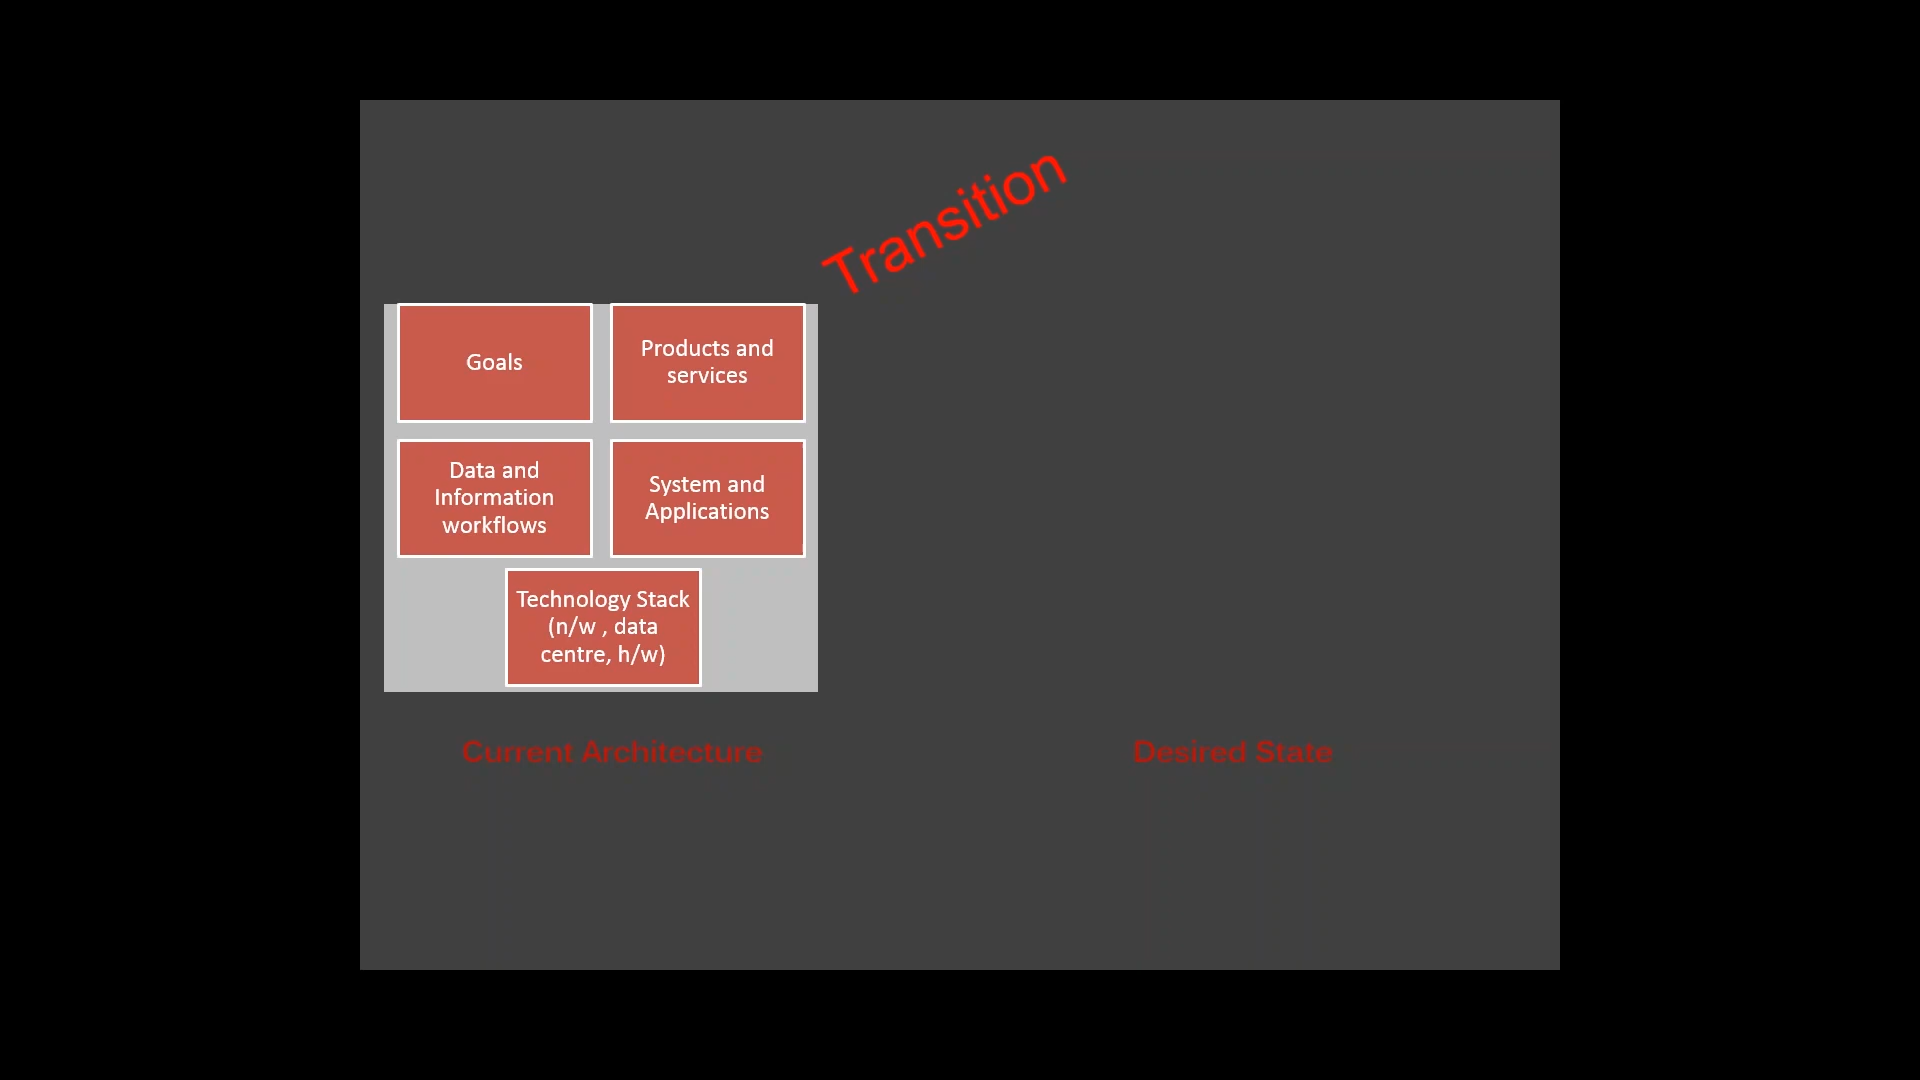 Transition
Goals
Products and
services
Data and
Information
workflows
System and
Applications
Technology Stack
(n/w , data
centre, h/w)
Current Architecture
Desired State